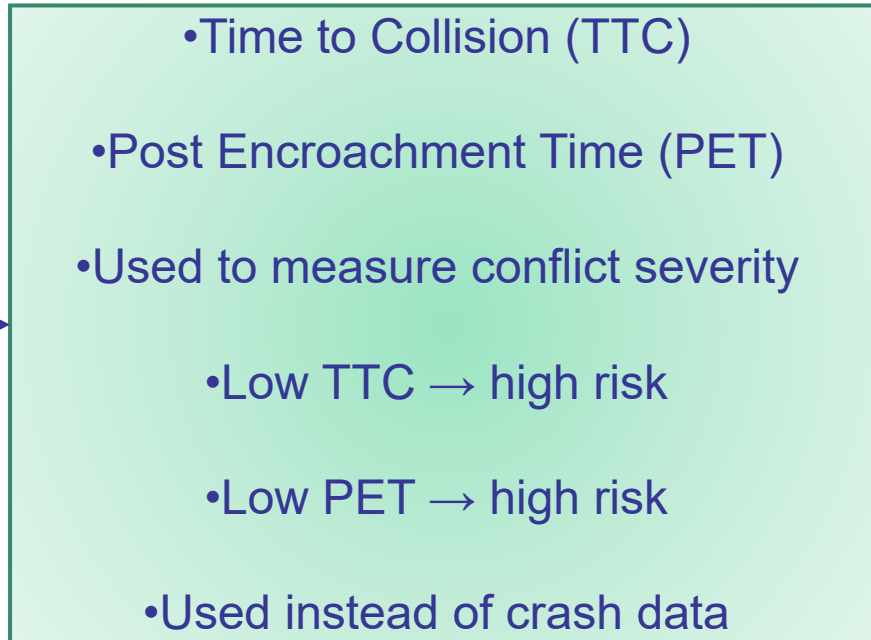 •Time to Collision (TTC)
•Post Encroachment Time (PET)
•Used to measure conflict severity
•Low TTC → high risk
•Low PET → high risk
•Used instead of crash data